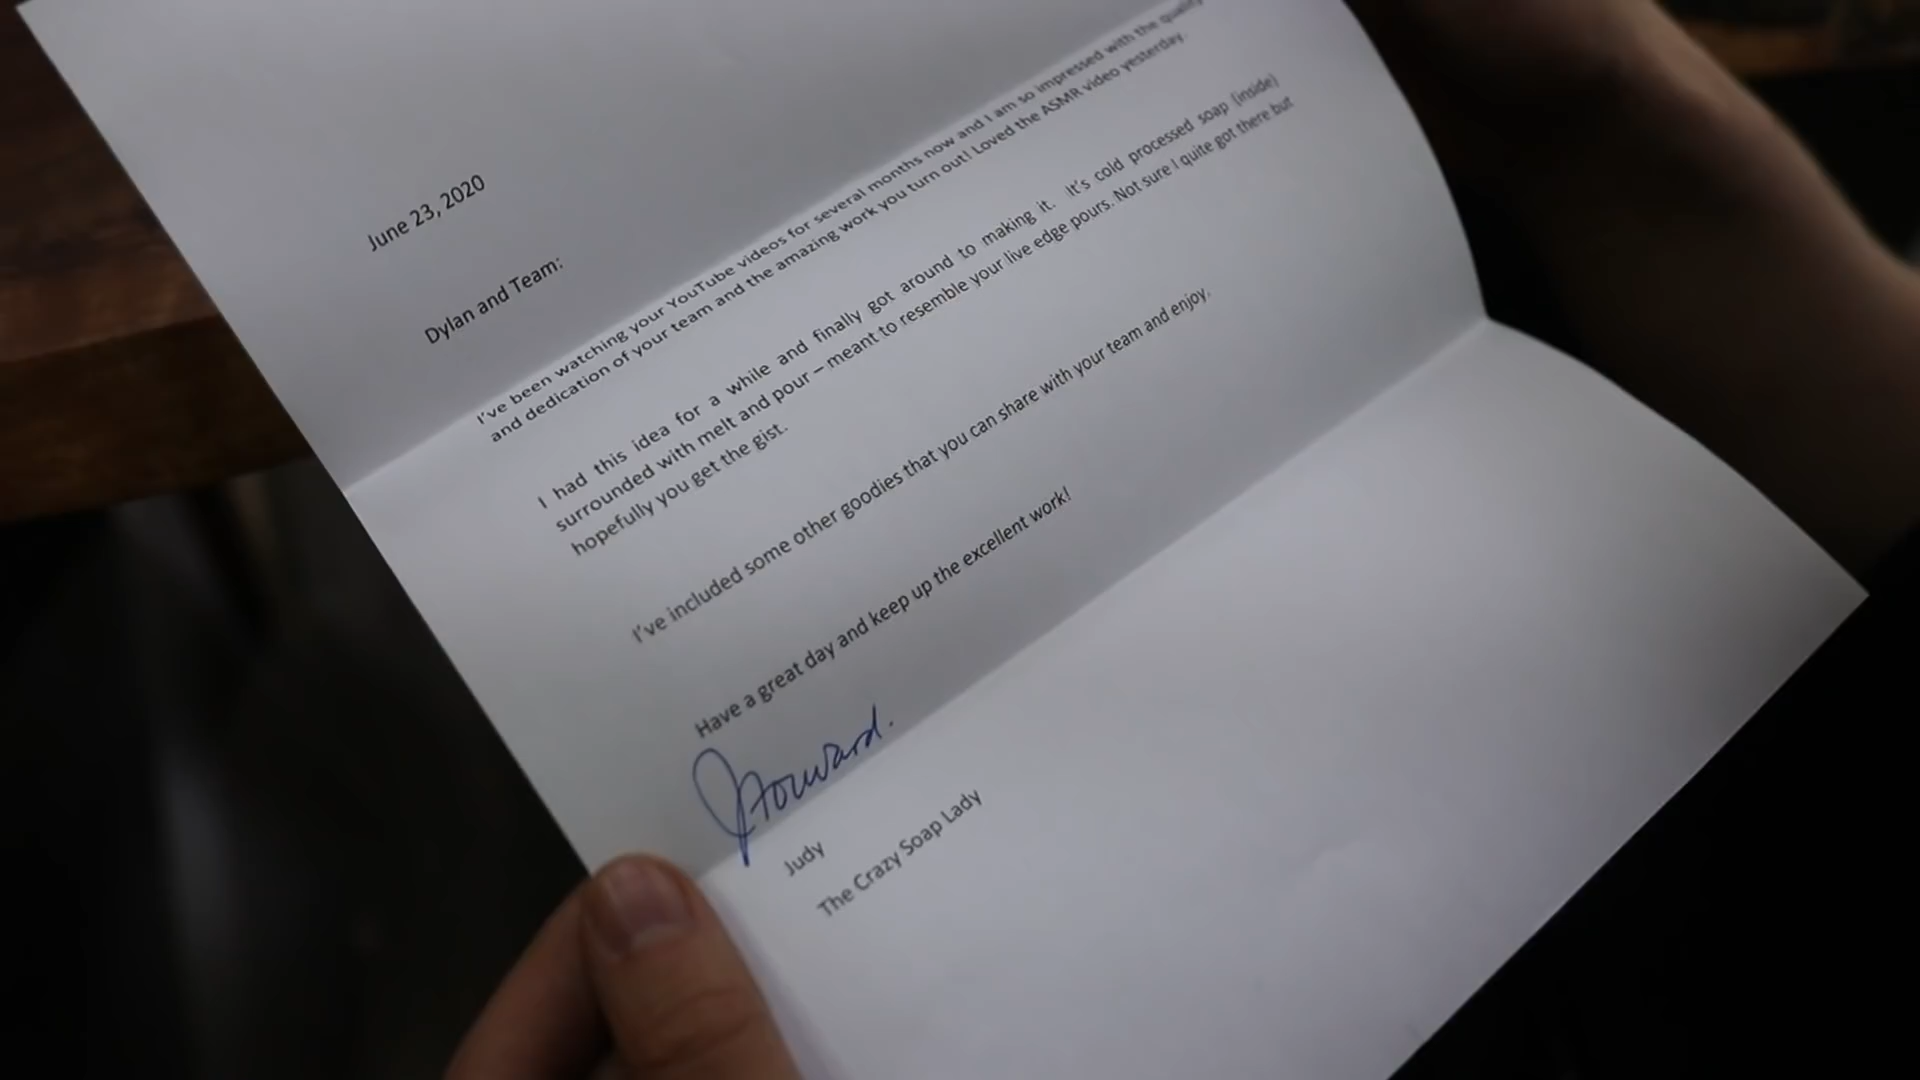 June 23, 2020
Dylan and Team:
I've been watching your YouTube videos for several months now and I am so impressed with the quality
and dedication of your team and the amazing work you turn out! Loved the ASMR video yesterday.
I had this idea for a while and finally got around to making it. It's cold processed soap (inside)
surrounded with melt and pour – meant to resemble your live edge pours. Not sure I quite got there but
hopefully you get the gist.
I've included some other goodies that you can share with your team and enjoy.
Have a great day and keep up the excellent work!
JHoward.
Judy
The Crazy Soap Lady